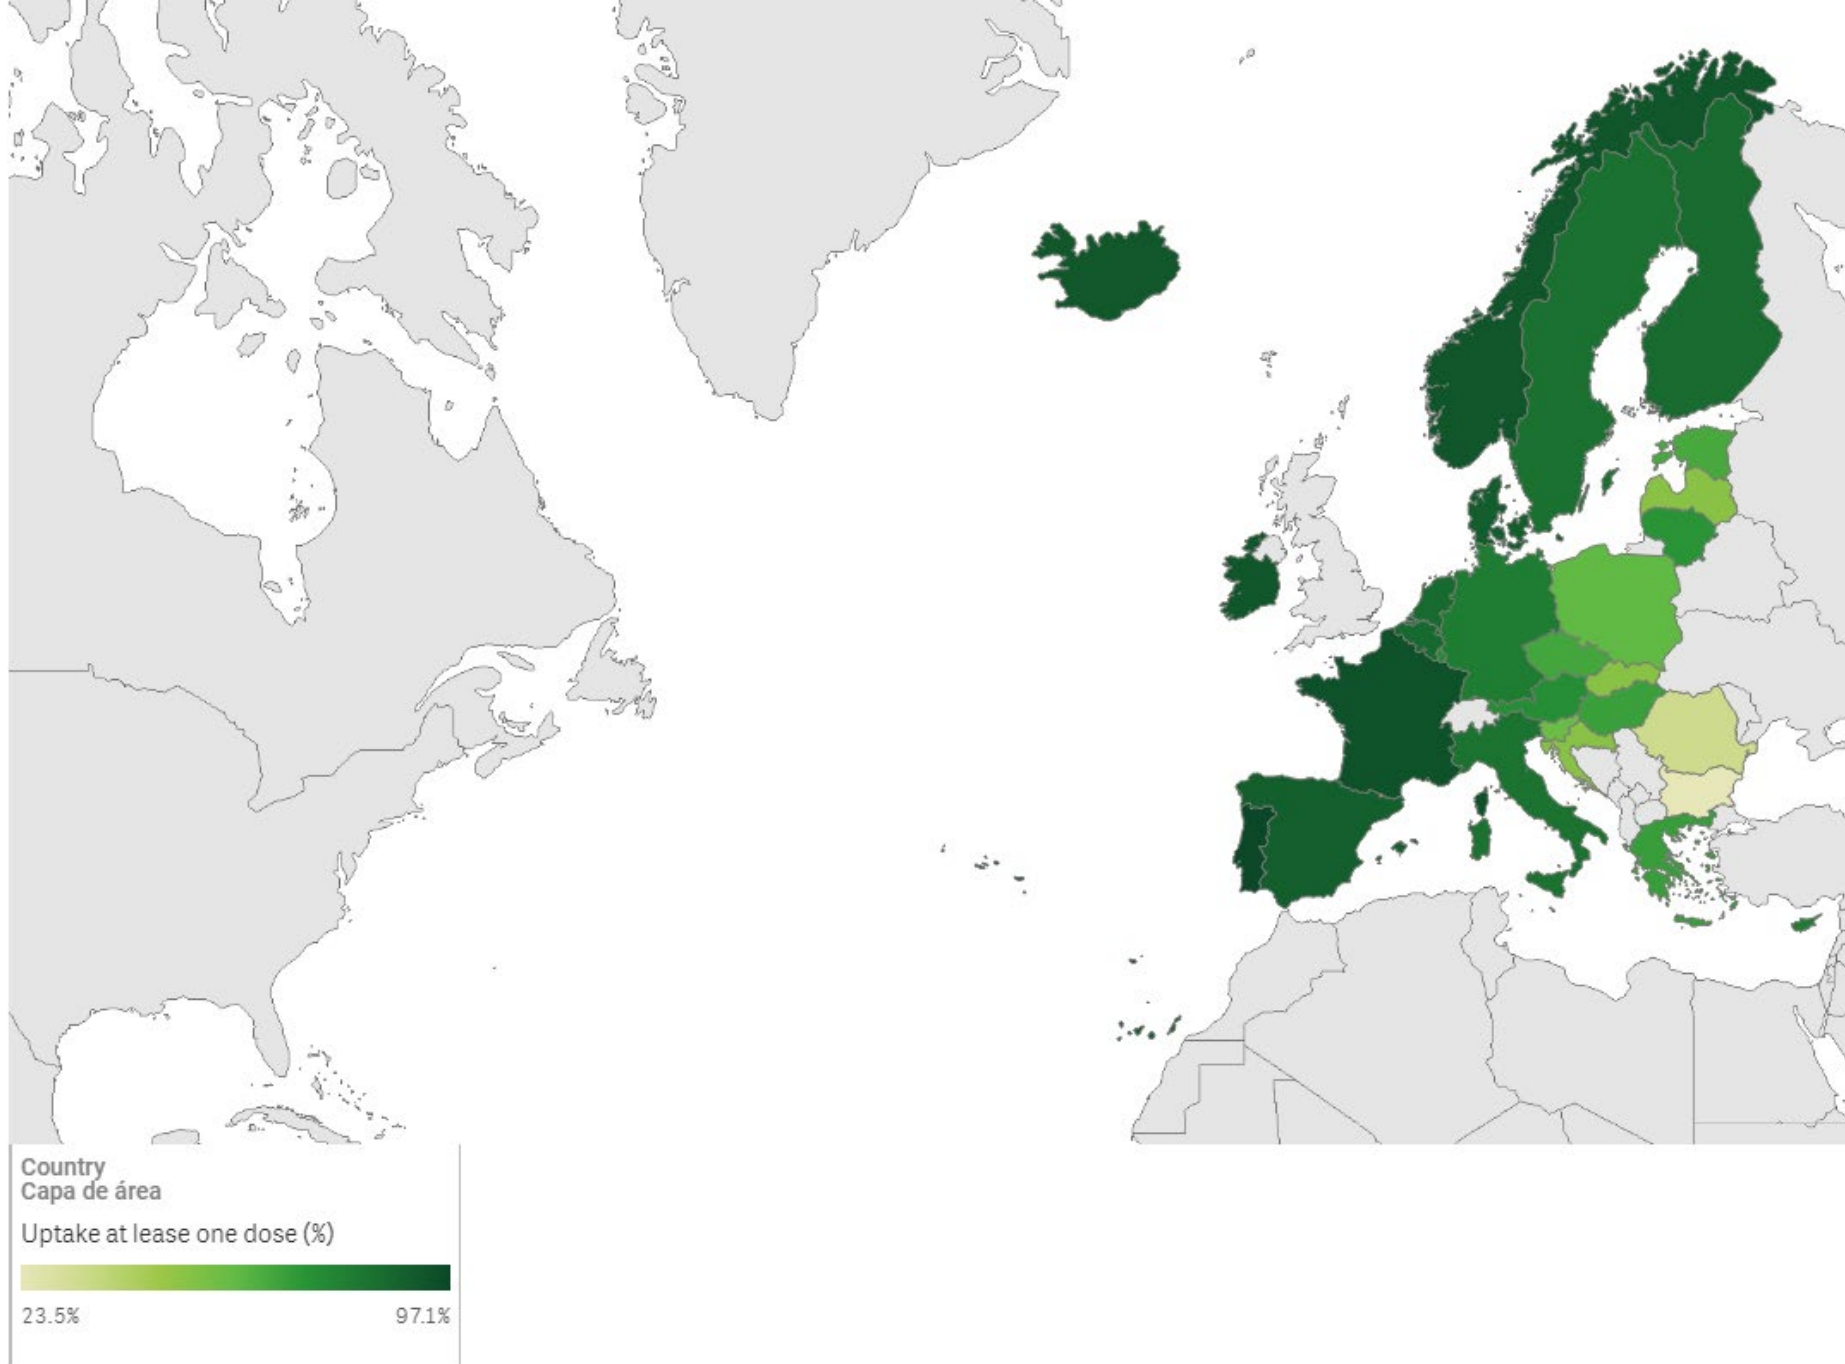 Country
Capa de área
Uptake at lease one dose (%)
23.5%
97.1%